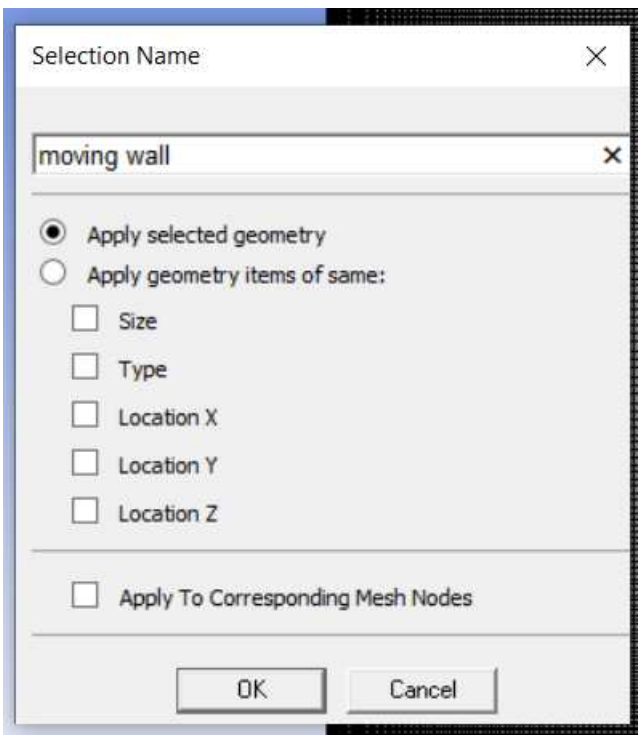 Selection Name
moving wall
Apply selected geometry
Apply geometry items of same:
Size
Type
Location X
Location Y
Location Z
Apply To Corresponding Mesh Nodes
OK
Cancel